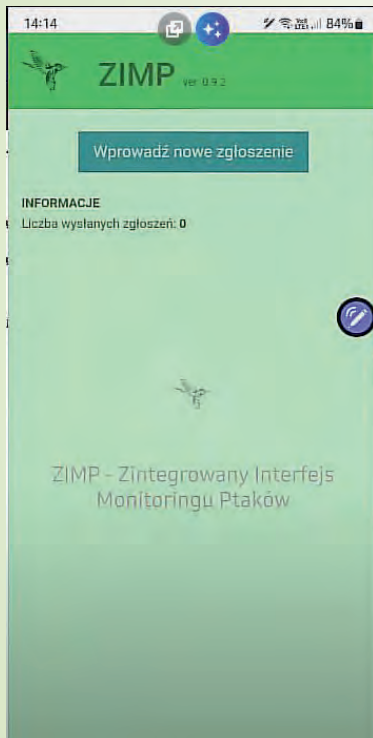 14:14
84%
ZIMP ver. 0.9.2
Wprowadź nowe zgłoszenie
INFORMACJE
Liczba wysłanych zgłoszeń: 0
ZIMP - Zintegrowany Interfejs
Monitoringu Ptaków